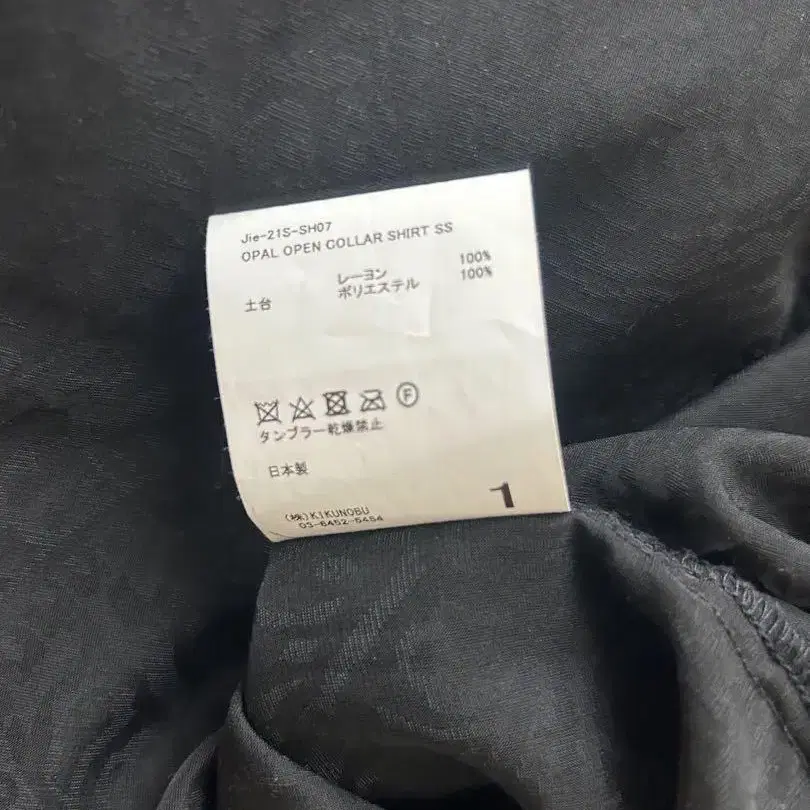 Jie-21S-SH07
OPAL OPEN COLLAR SHIRT SS
レーヨン 100%
土台 ポリエステル 100%
Ⓕ
タンブラー乾燥禁止
日本製
(株)KIKUNOBU
03-6452-5454
1